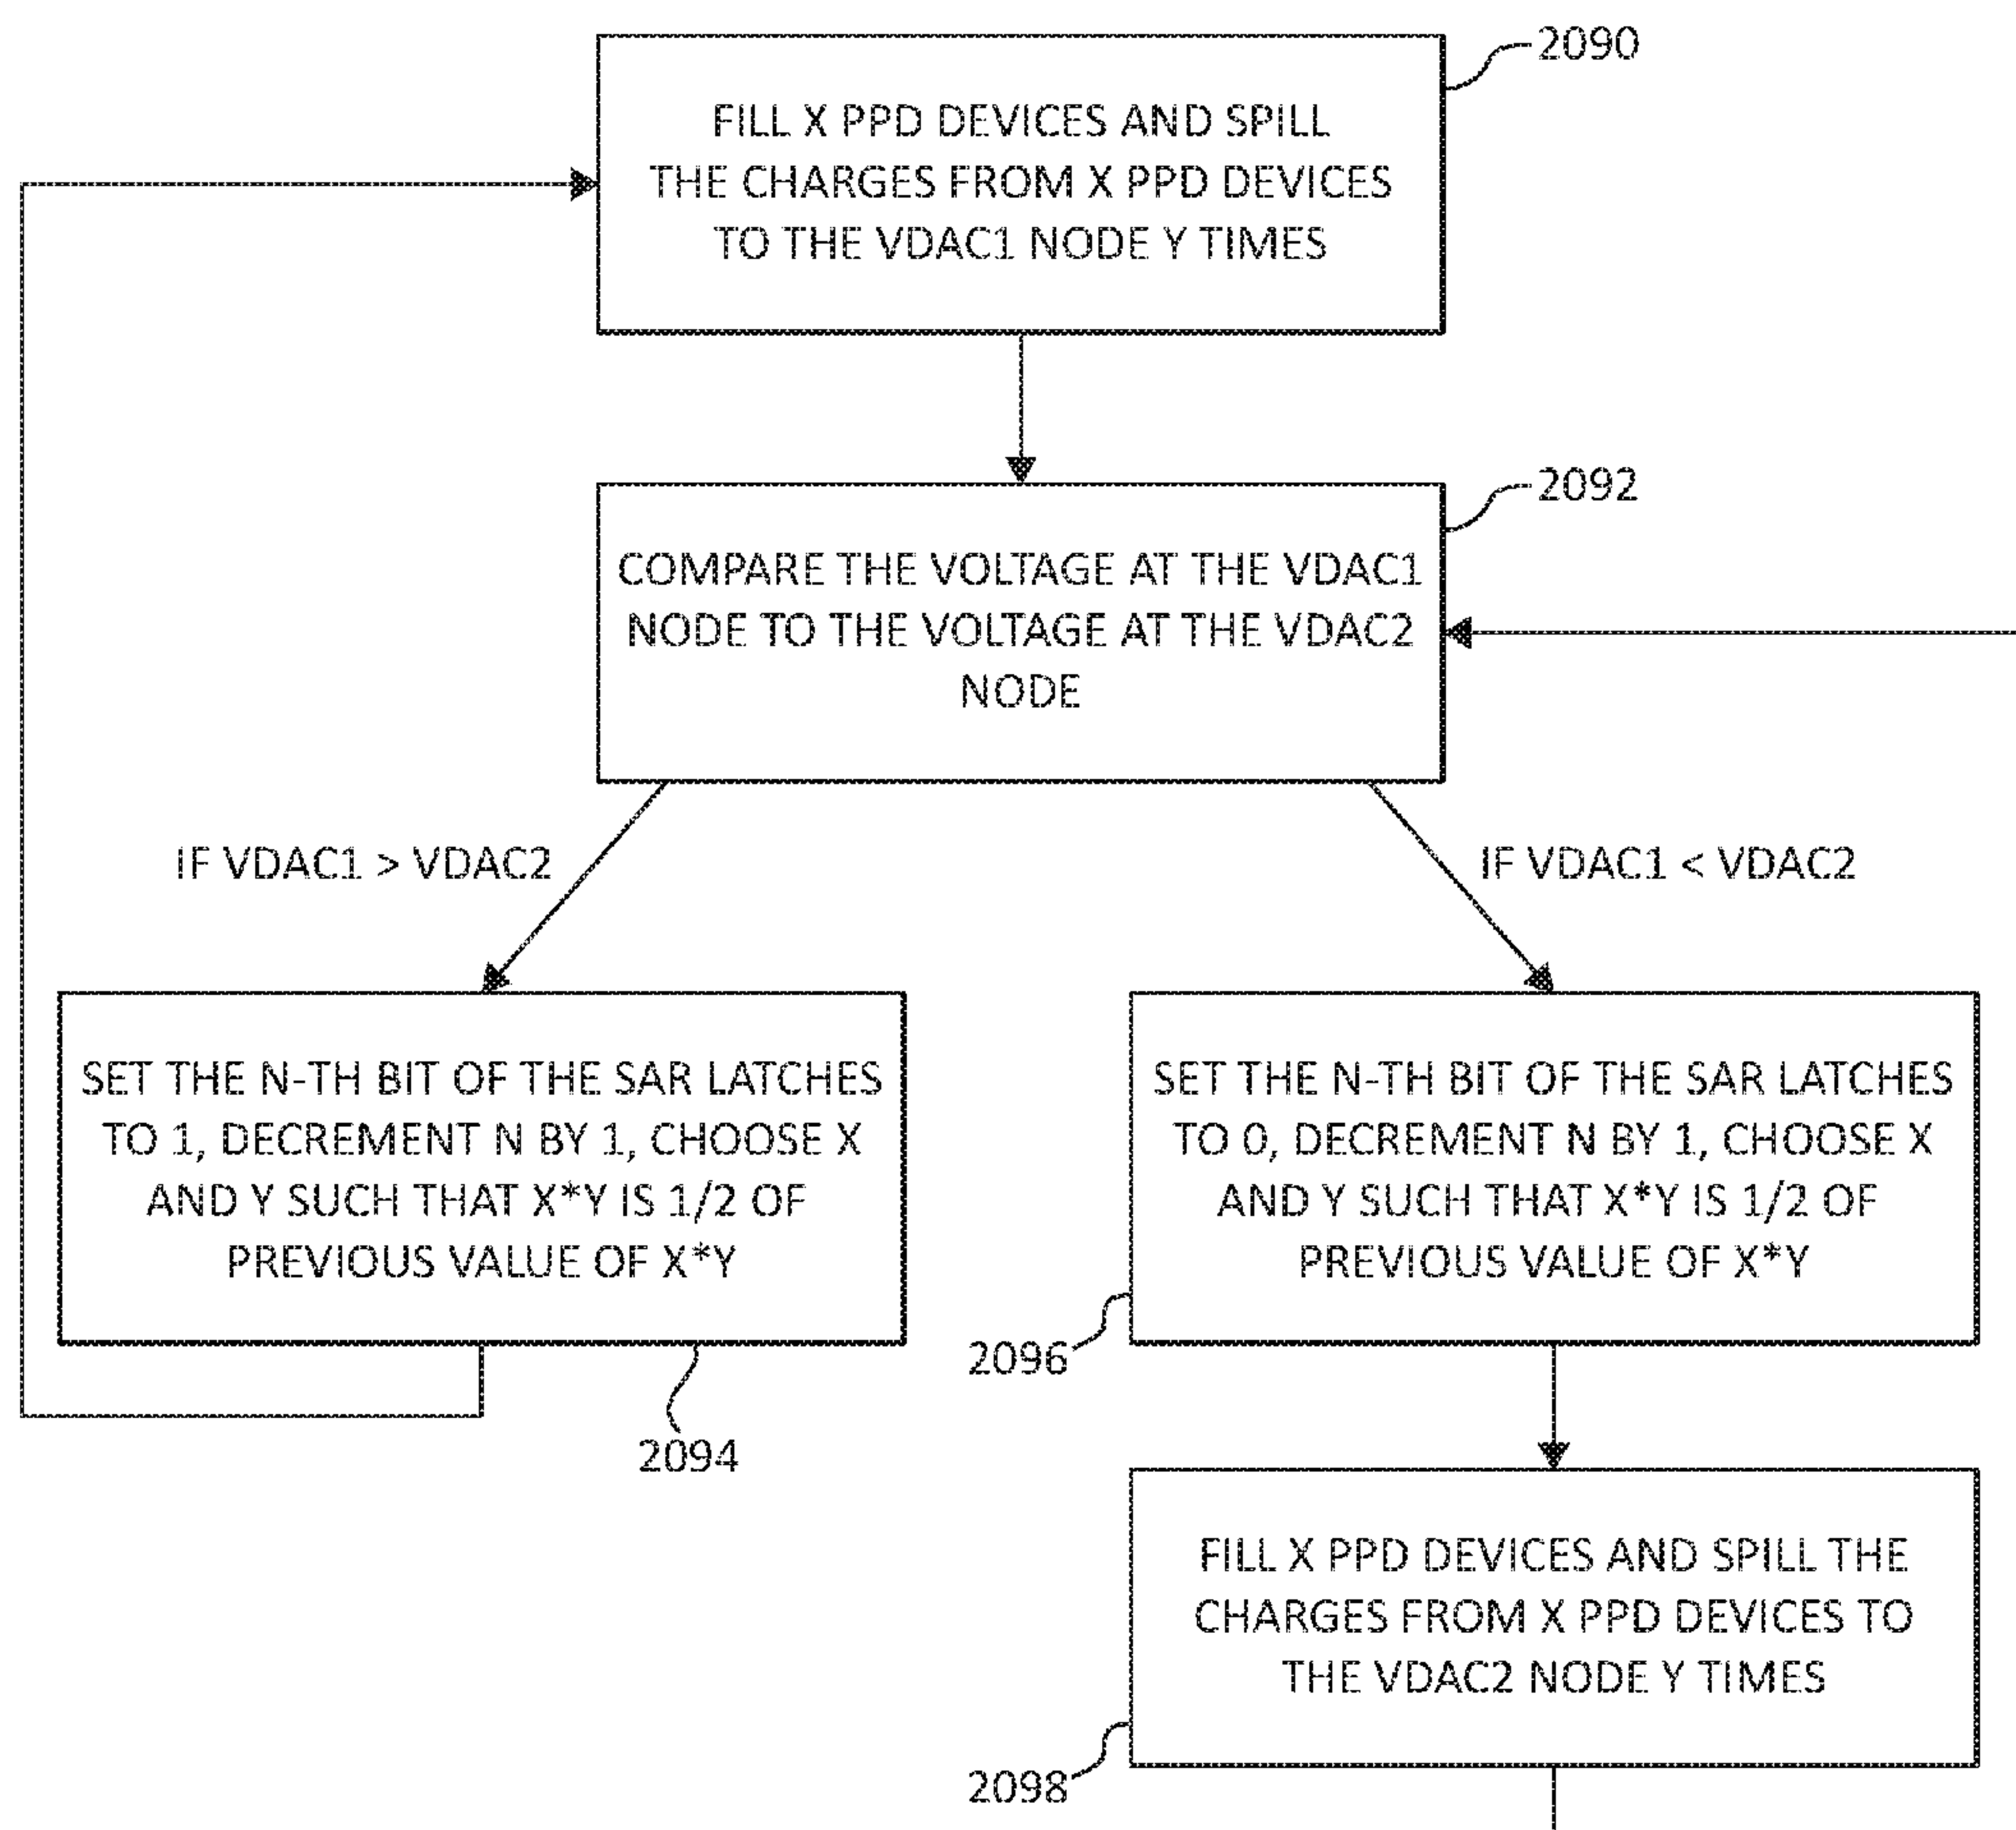 2090
FILL X PPD DEVICES AND SPILL
THE CHARGES FROM X PPD DEVICES
TO THE VDAC1 NODE Y TIMES
2092
COMPARE THE VOLTAGE AT THE VDAC1
NODE TO THE VOLTAGE AT THE VDAC2
NODE
IF VDAC1 > VDAC2
IF VDAC1 < VDAC2
SET THE N-TH BIT OF THE SAR LATCHES
TO 1, DECREMENT N BY 1, CHOOSE X
AND Y SUCH THAT X*Y IS 1/2 OF
PREVIOUS VALUE OF X*Y
2094
SET THE N-TH BIT OF THE SAR LATCHES
TO 0, DECREMENT N BY 1, CHOOSE X
AND Y SUCH THAT X*Y IS 1/2 OF
PREVIOUS VALUE OF X*Y
2096
FILL X PPD DEVICES AND SPILL THE
CHARGES FROM X PPD DEVICES TO
THE VDAC2 NODE Y TIMES
2098